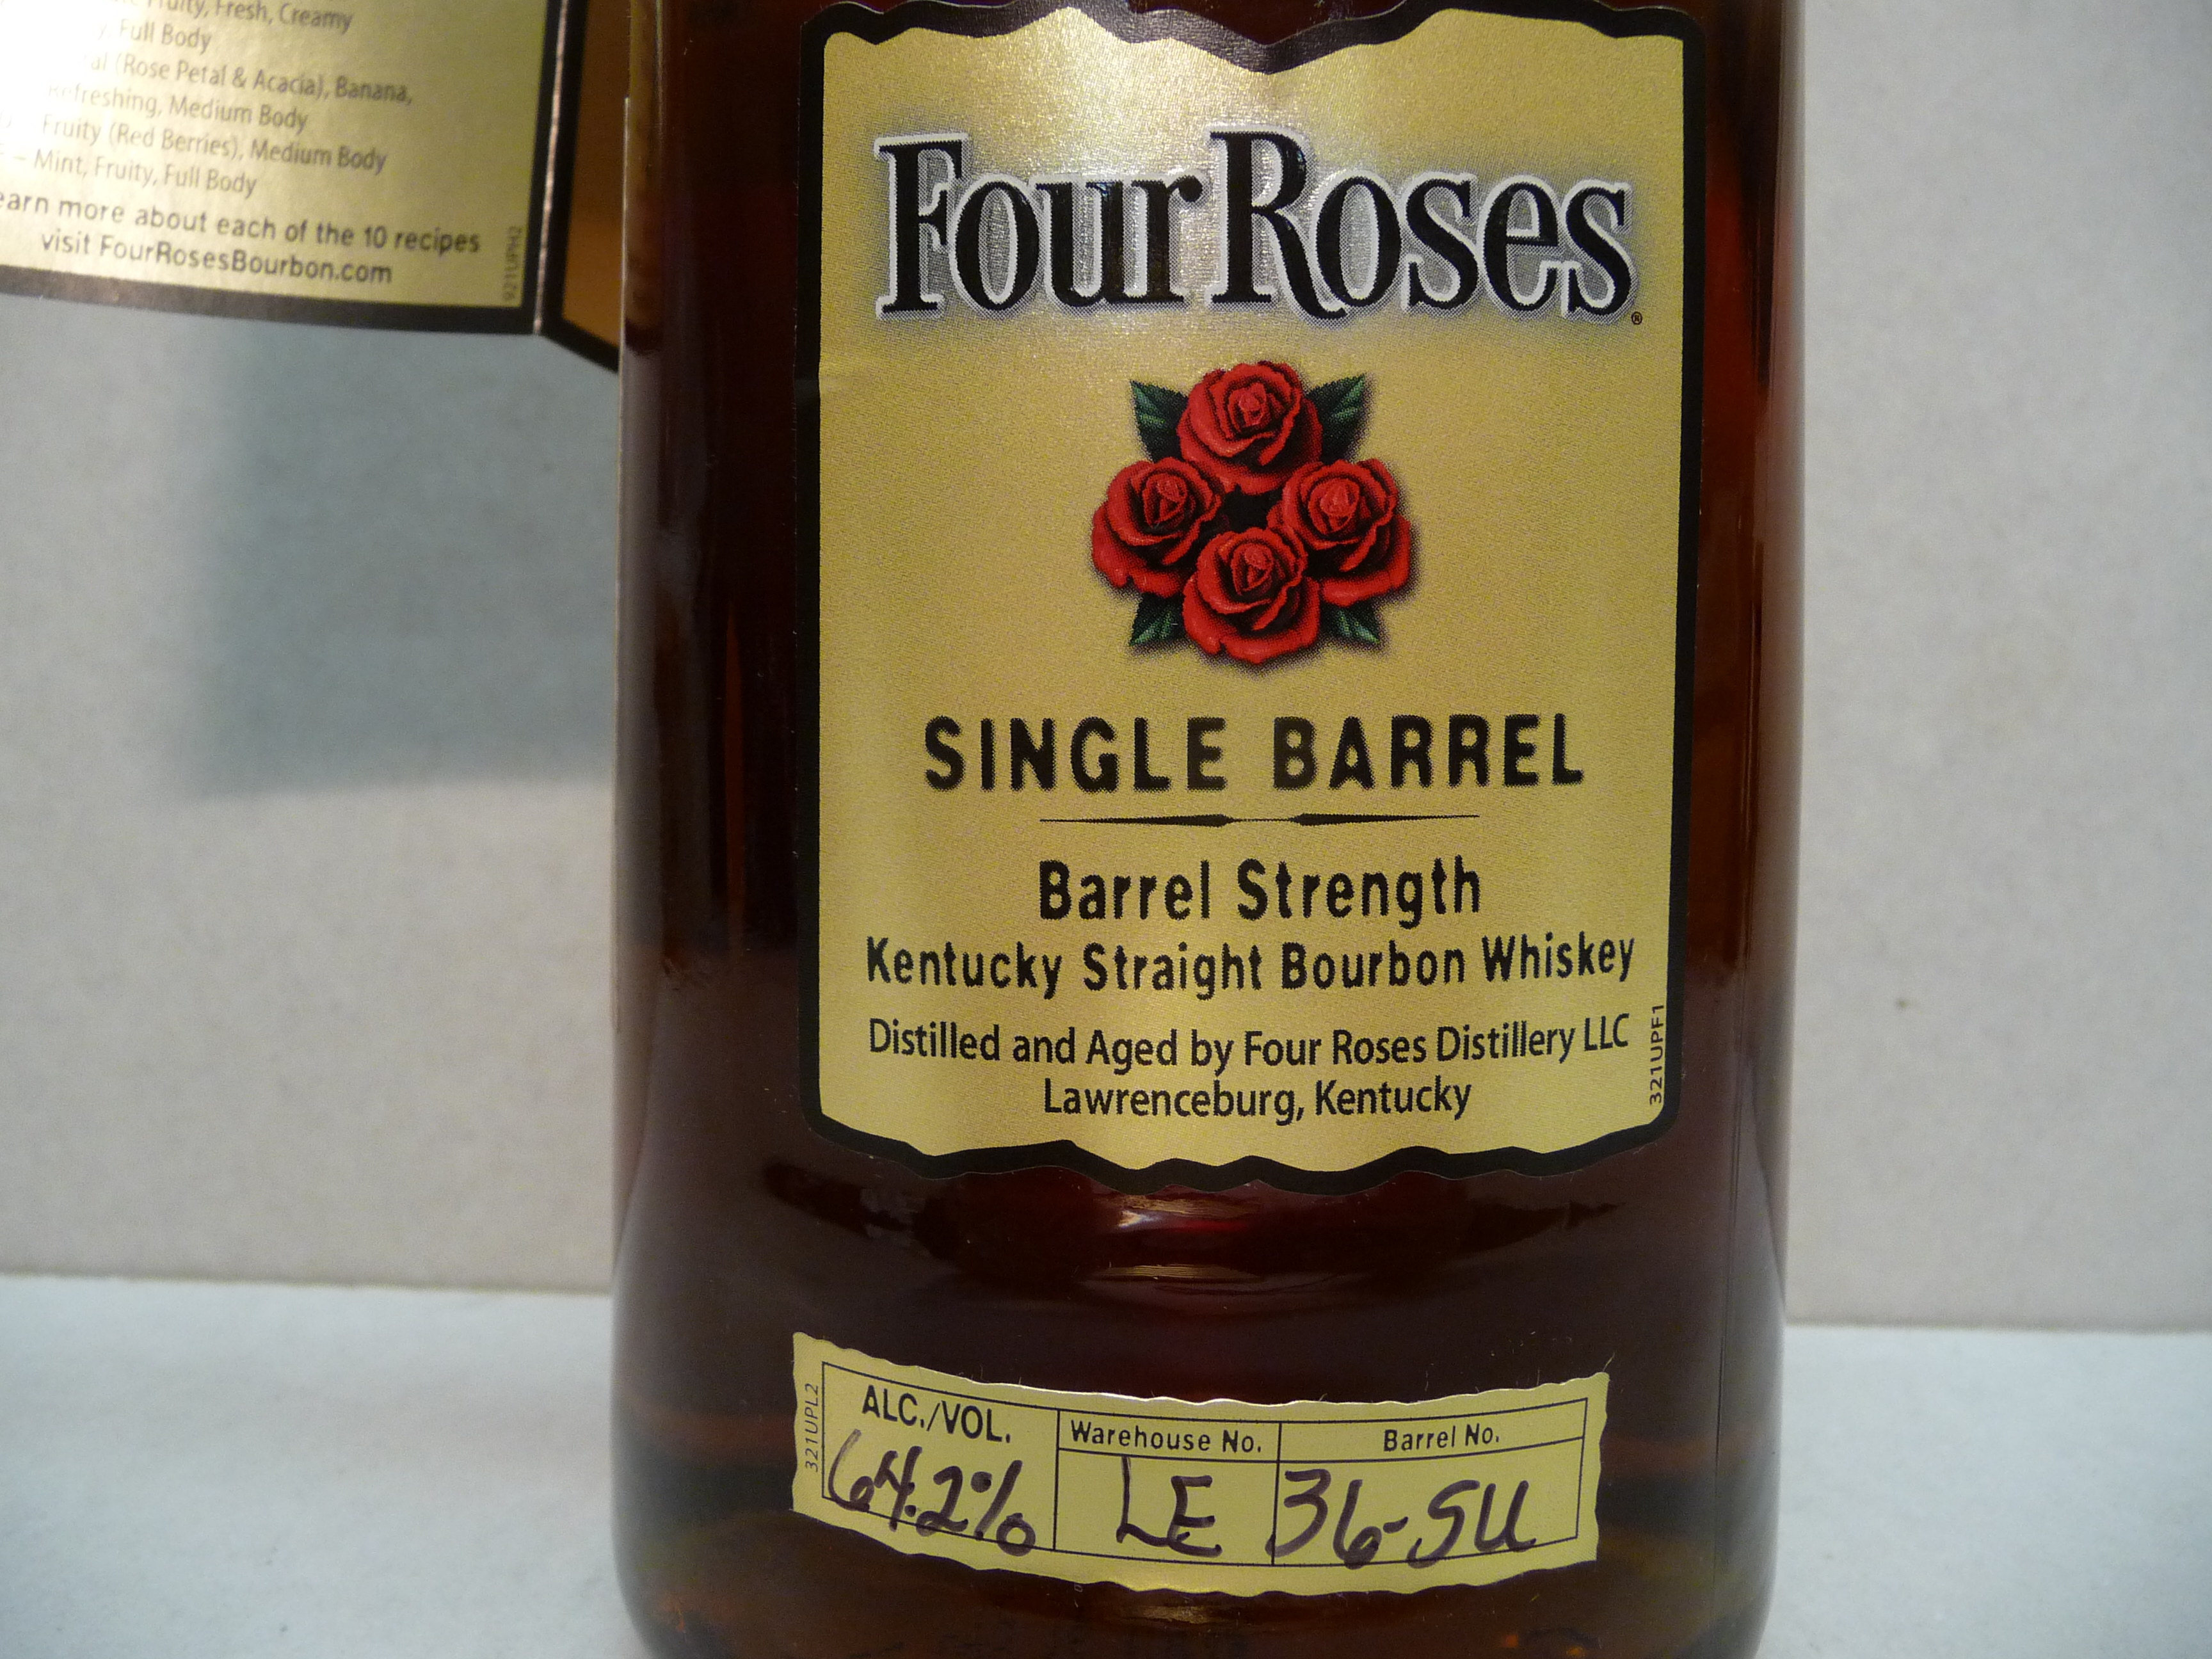 Fruity, Fresh, Creamy
Full Body
(Rose Petal & Acacia), Banana,
Refreshing, Medium Body
Fruity (Red Berries), Medium Body
– Mint, Fruity, Full Body
earn more about each of the 10 recipes
visit FourRosesBourbon.com
921UPH2
Four Roses®
SINGLE BARREL
Barrel Strength
Kentucky Straight Bourbon Whiskey
Distilled and Aged by Four Roses Distillery LLC
Lawrenceburg, Kentucky
321UPF1
321UPL2
ALC./VOL. Warehouse No. Barrel No.
64.2% LE 36-5U